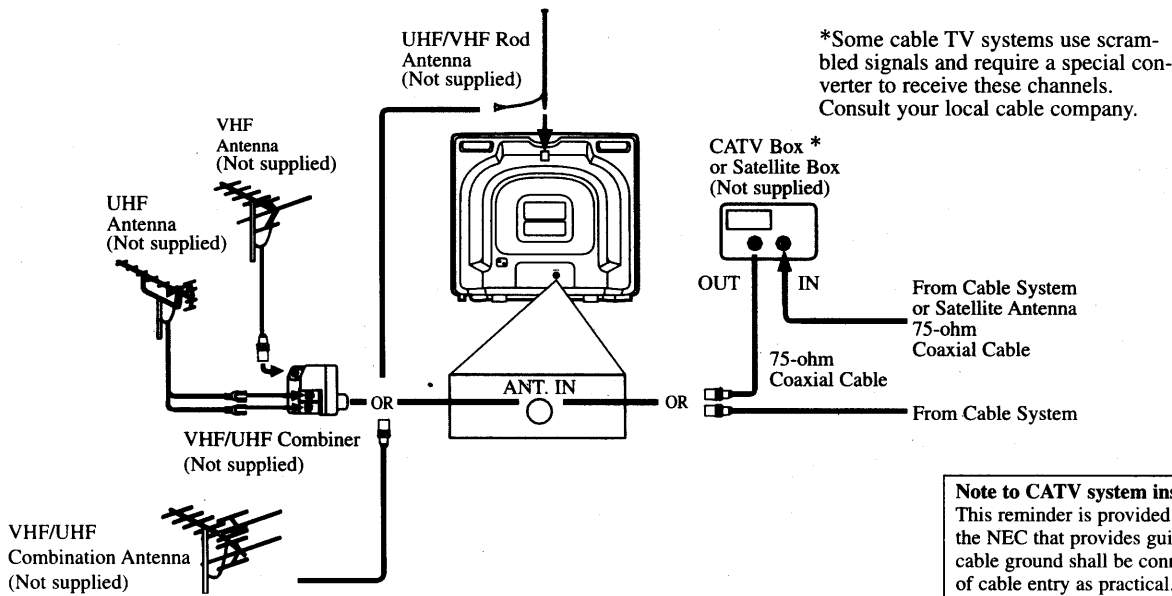 UHF/VHF Rod
Antenna
(Not supplied)
*Some cable TV systems use scram-
bled signals and require a special con-
verter to receive these channels.
Consult your local cable company.
VHF
Antenna
(Not supplied)
CATV Box *
or Satellite Box
(Not supplied)
UHF
Antenna
(Not supplied)
OUT
IN
From Cable System
or Satellite Antenna
75-ohm
Coaxial Cable
75-ohm
Coaxial Cable
ANT. IN
OR
OR
From Cable System
VHF/UHF Combiner
(Not supplied)
VHF/UHF
Combination Antenna
(Not supplied)
Note to CATV system
This reminder is provided
the NEC that provides
cable ground shall be
of cable entry as practical.